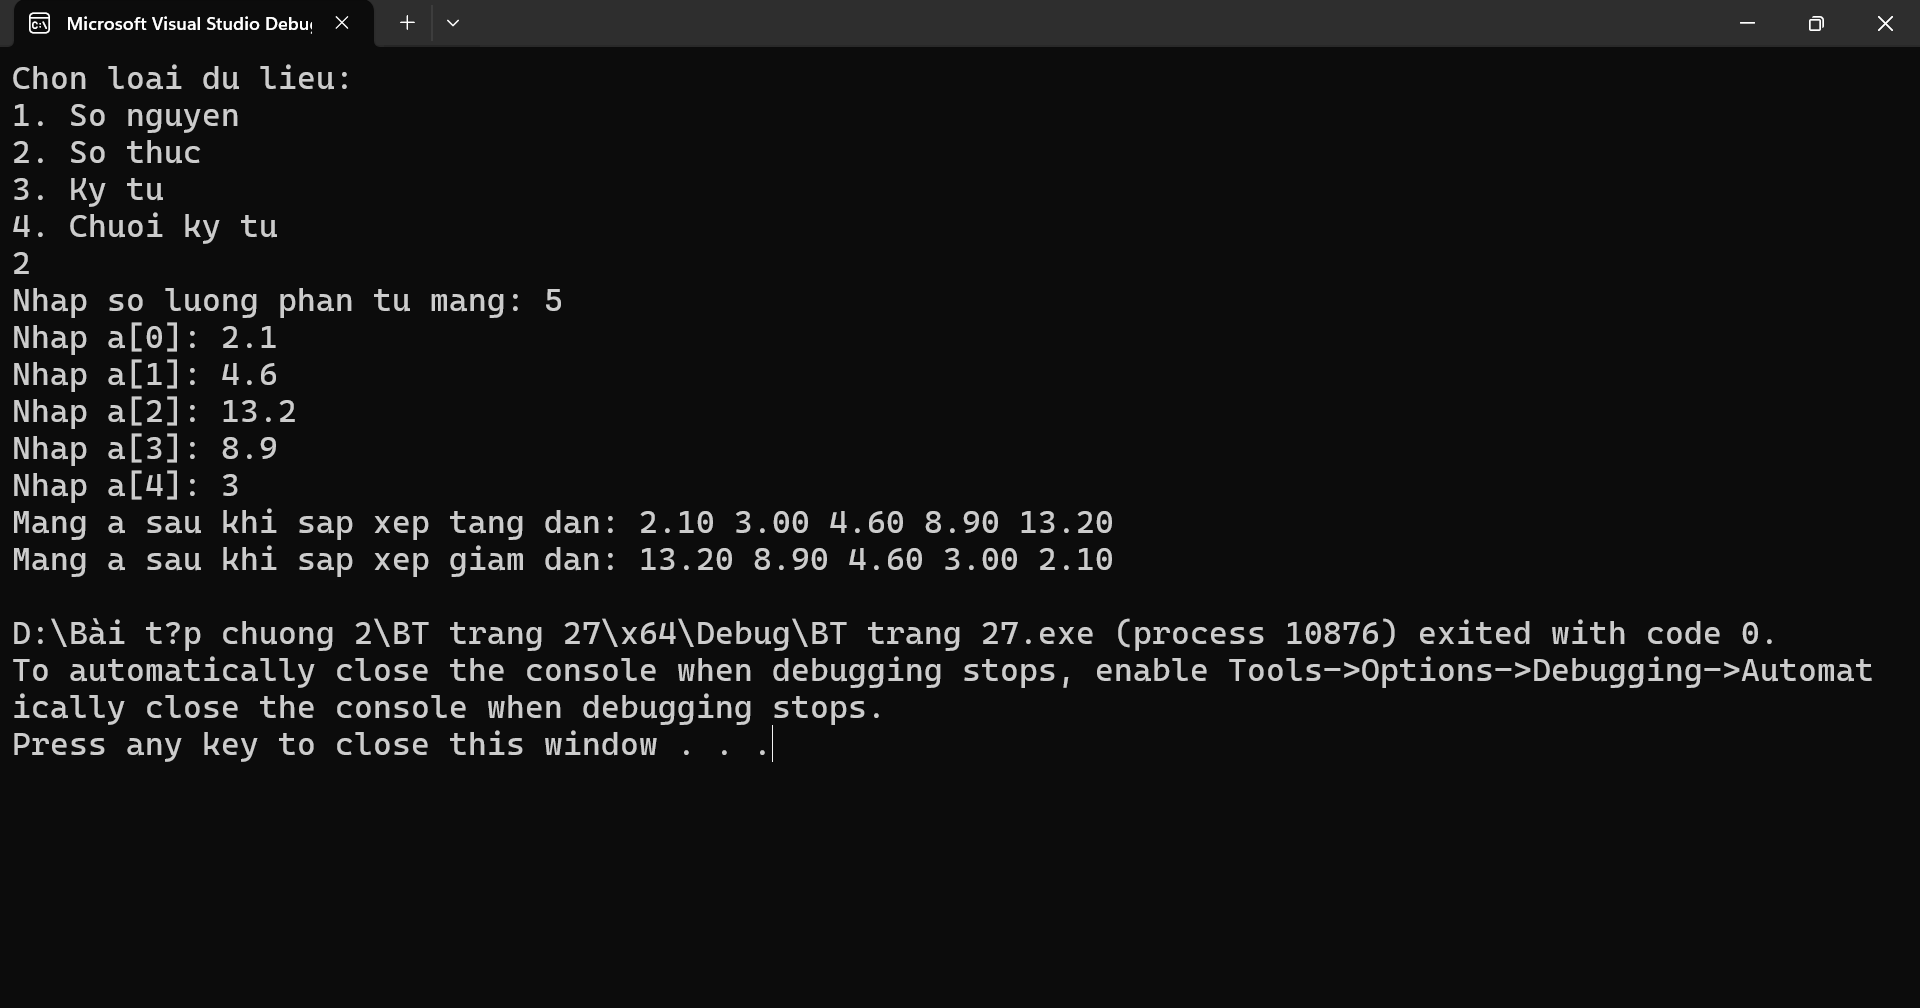 Microsoft Visual Studio Debug
Chon loai du lieu:
1. So nguyen
2. So thuc
3. Ky tu
4. Chuoi ky tu
2
Nhap so luong phan tu mang: 5
Nhap a[0]: 2.1
Nhap a[1]: 4.6
Nhap a[2]: 13.2
Nhap a[3]: 8.9
Nhap a[4]: 3
Mang a sau khi sap xep tang dan: 2.10 3.00 4.60 8.90 13.20
Mang a sau khi sap xep giam dan: 13.20 8.90 4.60 3.00 2.10
D:\Bài t?p chuong 2\BT trang 27\x64\Debug\BT trang 27.exe (process 10876) exited with code 0.
To automatically close the console when debugging stops, enable Tools->Options->Debugging->Automat
ically close the console when debugging stops.
Press any key to close this window . . .